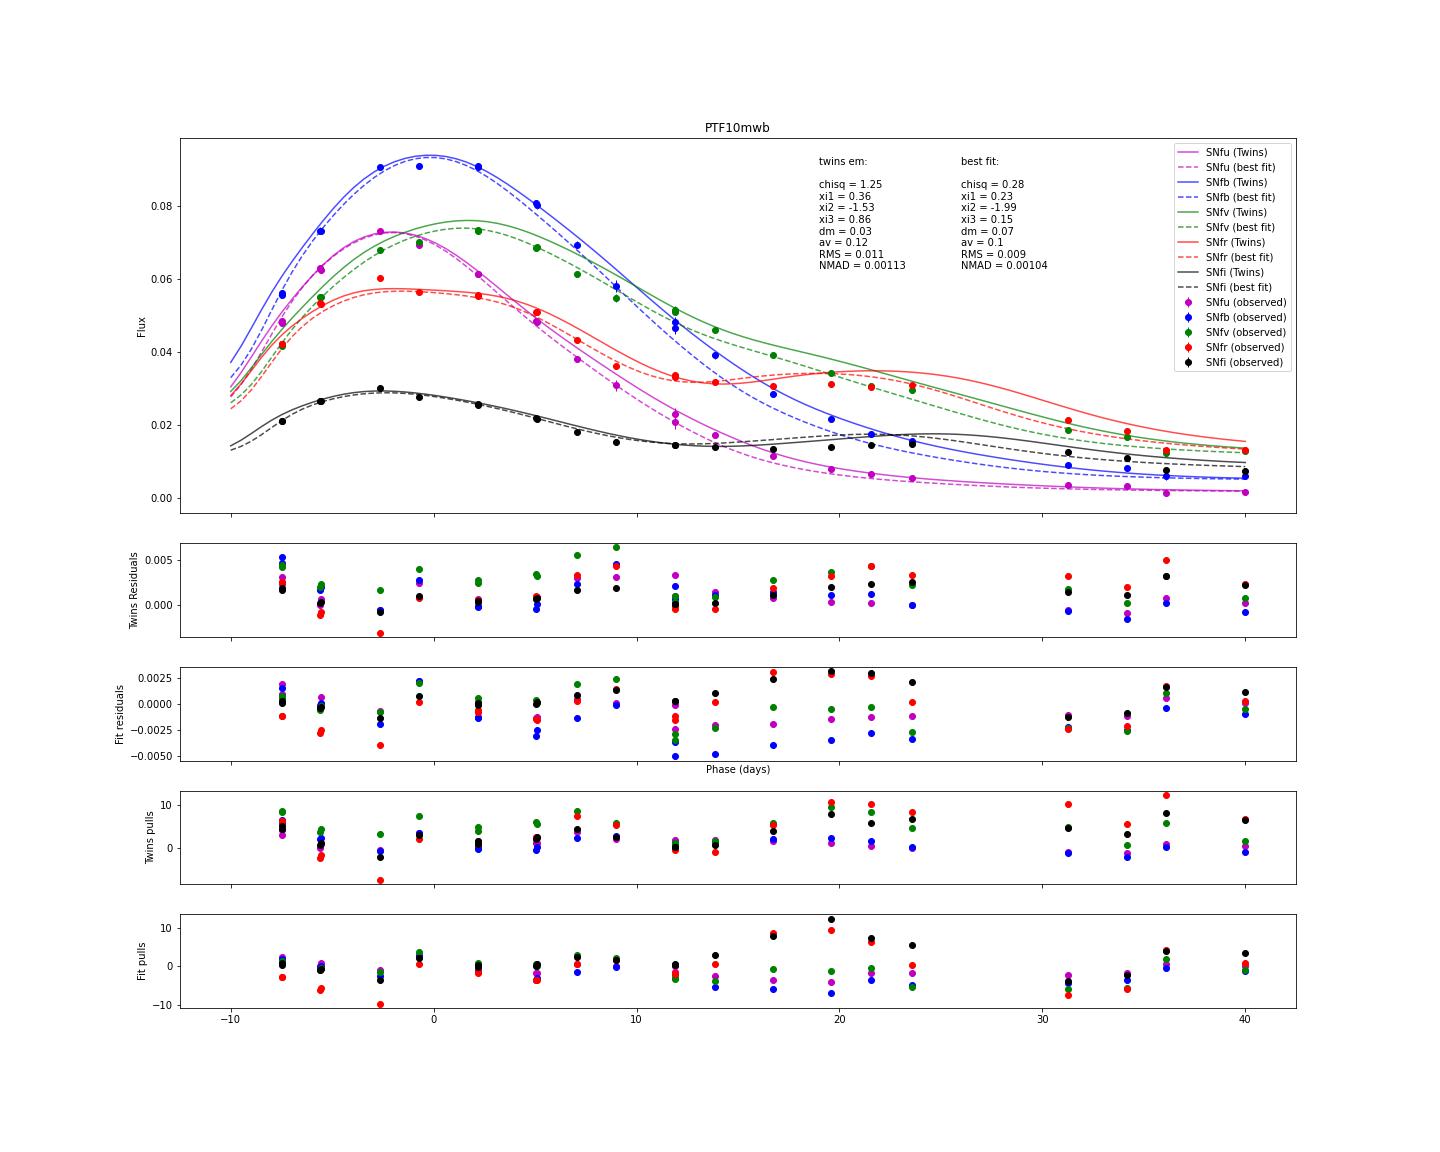 PTF10mwb
twins em:
chisq = 1.25
xi1 = 0.36
xi2 = -1.53
xi3 = 0.86
dm = 0.03
av = 0.12
RMS = 0.011
NMAD = 0.00113
best fit:
chisq = 0.28
xi1 = 0.23
xi2 = -1.99
xi3 = 0.15
dm = 0.07
av = 0.1
RMS = 0.009
NMAD = 0.00104
SNfu (Twins)
SNfu (best fit)
SNfb (Twins)
SNfb (best fit)
SNfv (Twins)
SNfv (best fit)
SNfr (Twins)
SNfr (best fit)
SNfi (Twins)
SNfi (best fit)
SNfu (observed)
SNfb (observed)
SNfv (observed)
SNfr (observed)
SNfi (observed)
Flux
0.08
0.06
0.04
0.02
0.00
Twins Residuals
0.005
0.000
Fit residuals
0.0025
0.0000
−0.0025
−0.0050
Phase (days)
Twins pulls
10
0
Fit pulls
10
0
−10
−10 0 10 20 30 40